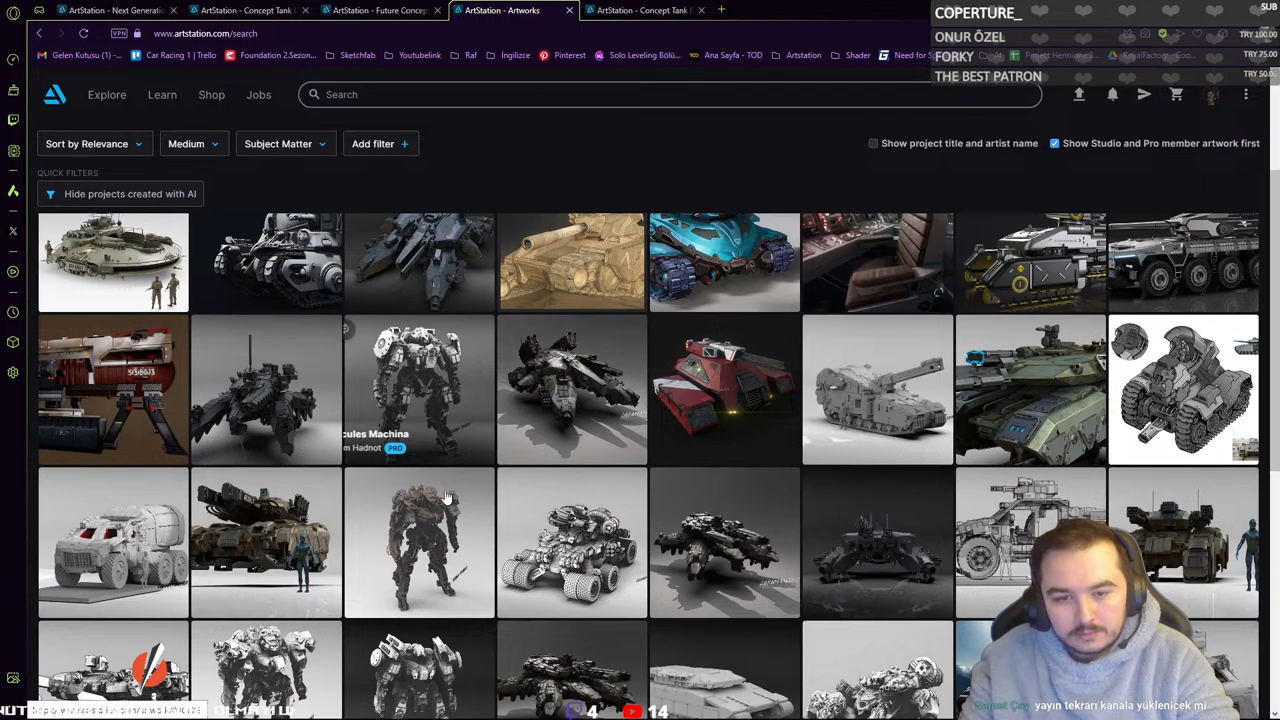 ArtStation - Next Generatio
ArtStation - Concept Tank D
ArtStation - Future Concep
ArtStation - Artworks
ArtStation - Concept Tank D
SUB
COPERTURE_
www.artstation.com/search
ONUR ÖZEL
TRY 100.00
Gelen Kutusu
Car Racing 1 | Trello
Foundation 2.Sezon...
Sketchfab
Youtubelink
Raf
İngilizce
Pinterest
Solo Leveling Bölü...
Ana Sayfa - TOD
Artstation
Shader
Need for S
FORKY
TRY 75.00
THE BEST PATRON
TRY 50.00
Explore
Learn
Shop
Jobs
Search
Sort by Relevance
Medium
Subject Matter
Add filter +
Show project title and artist name
Show Studio and Pro member artwork first
QUICK FILTERS
Hide projects created with AI
513160J3
cules Machina
m Hadnot PRO
4
14
yayın tekrarı kanala yüklenicek mi